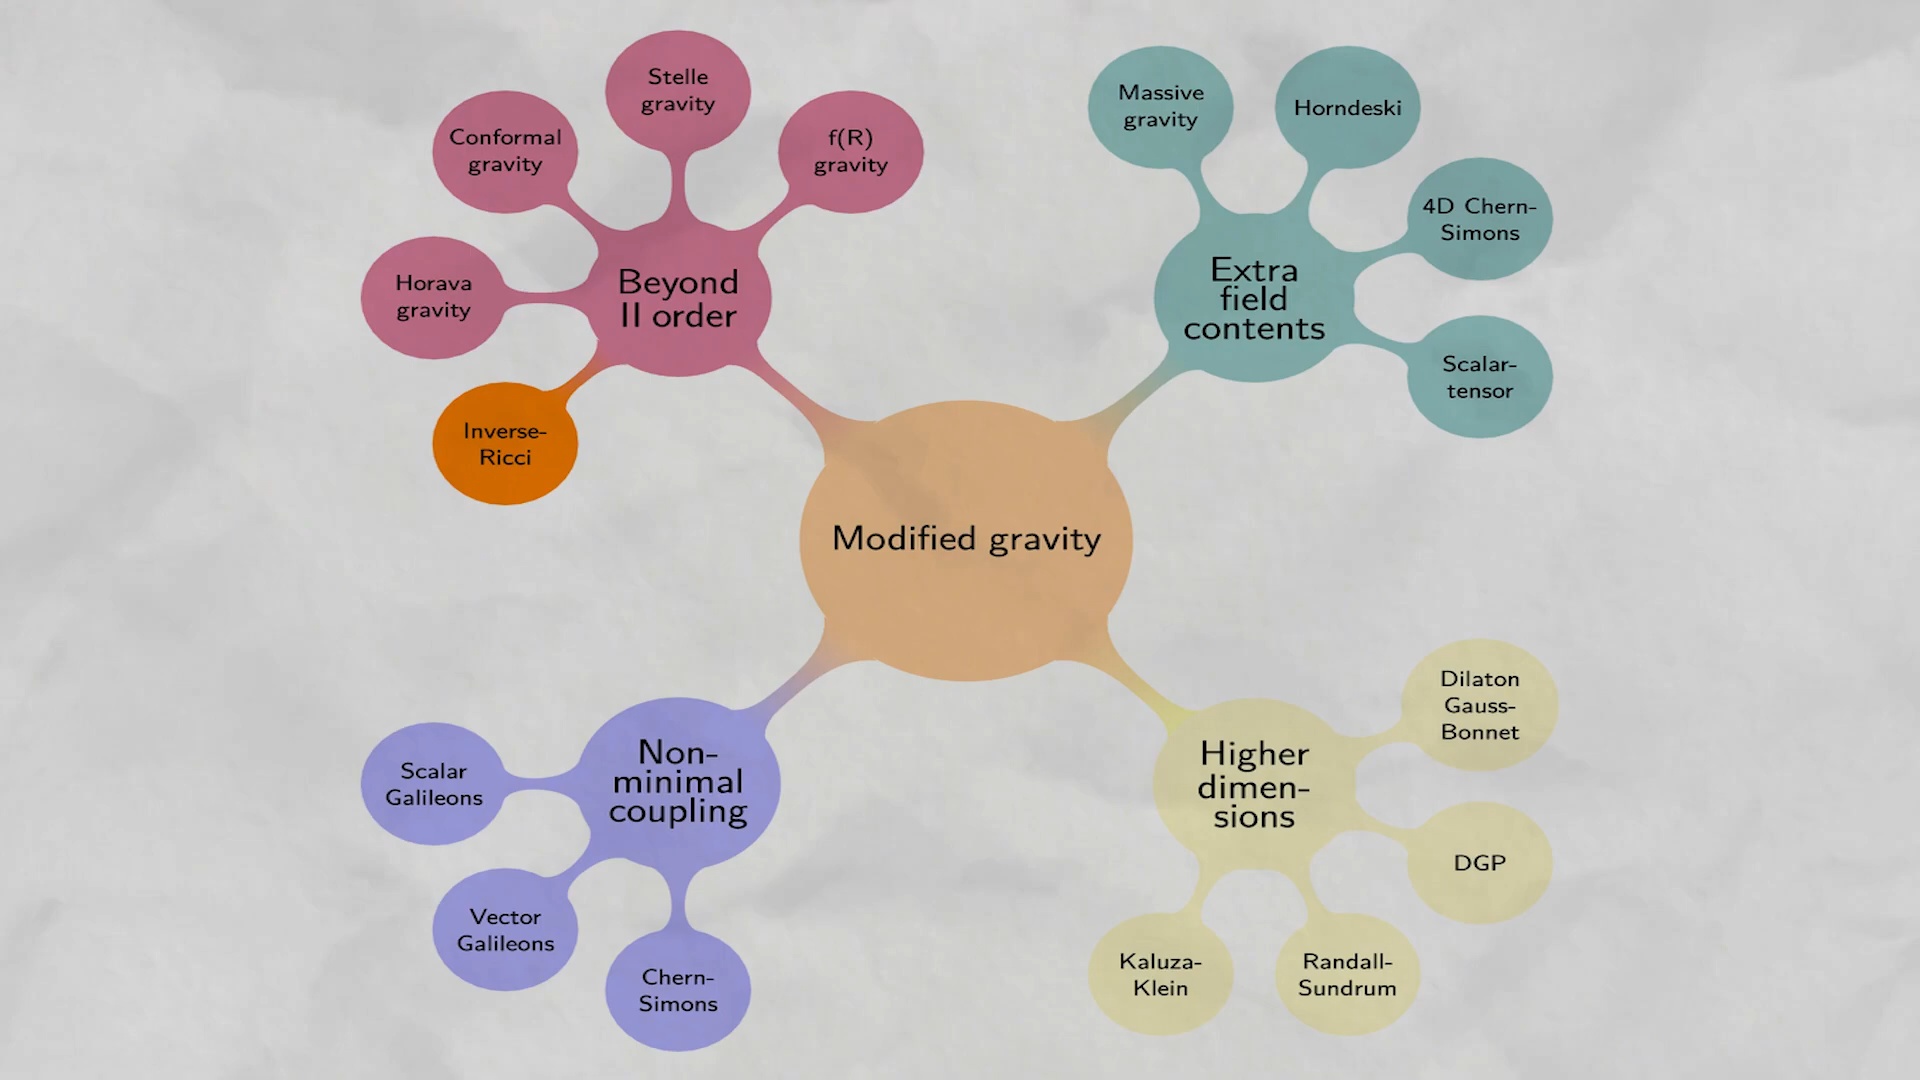 Stelle
gravity
Conformal
gravity
f(R)
gravity
Horava
gravity
Beyond
II order
Inverse-
Ricci
Massive
gravity
Horndeski
4D Chern-
Simons
Extra
field
contents
Scalar-
tensor
Modified gravity
Scalar
Galileons
Non-
minimal
coupling
Vector
Galileons
Chern-
Simons
Dilaton
Gauss-
Bonnet
Higher
dimen-
sions
DGP
Kaluza-
Klein
Randall-
Sundrum